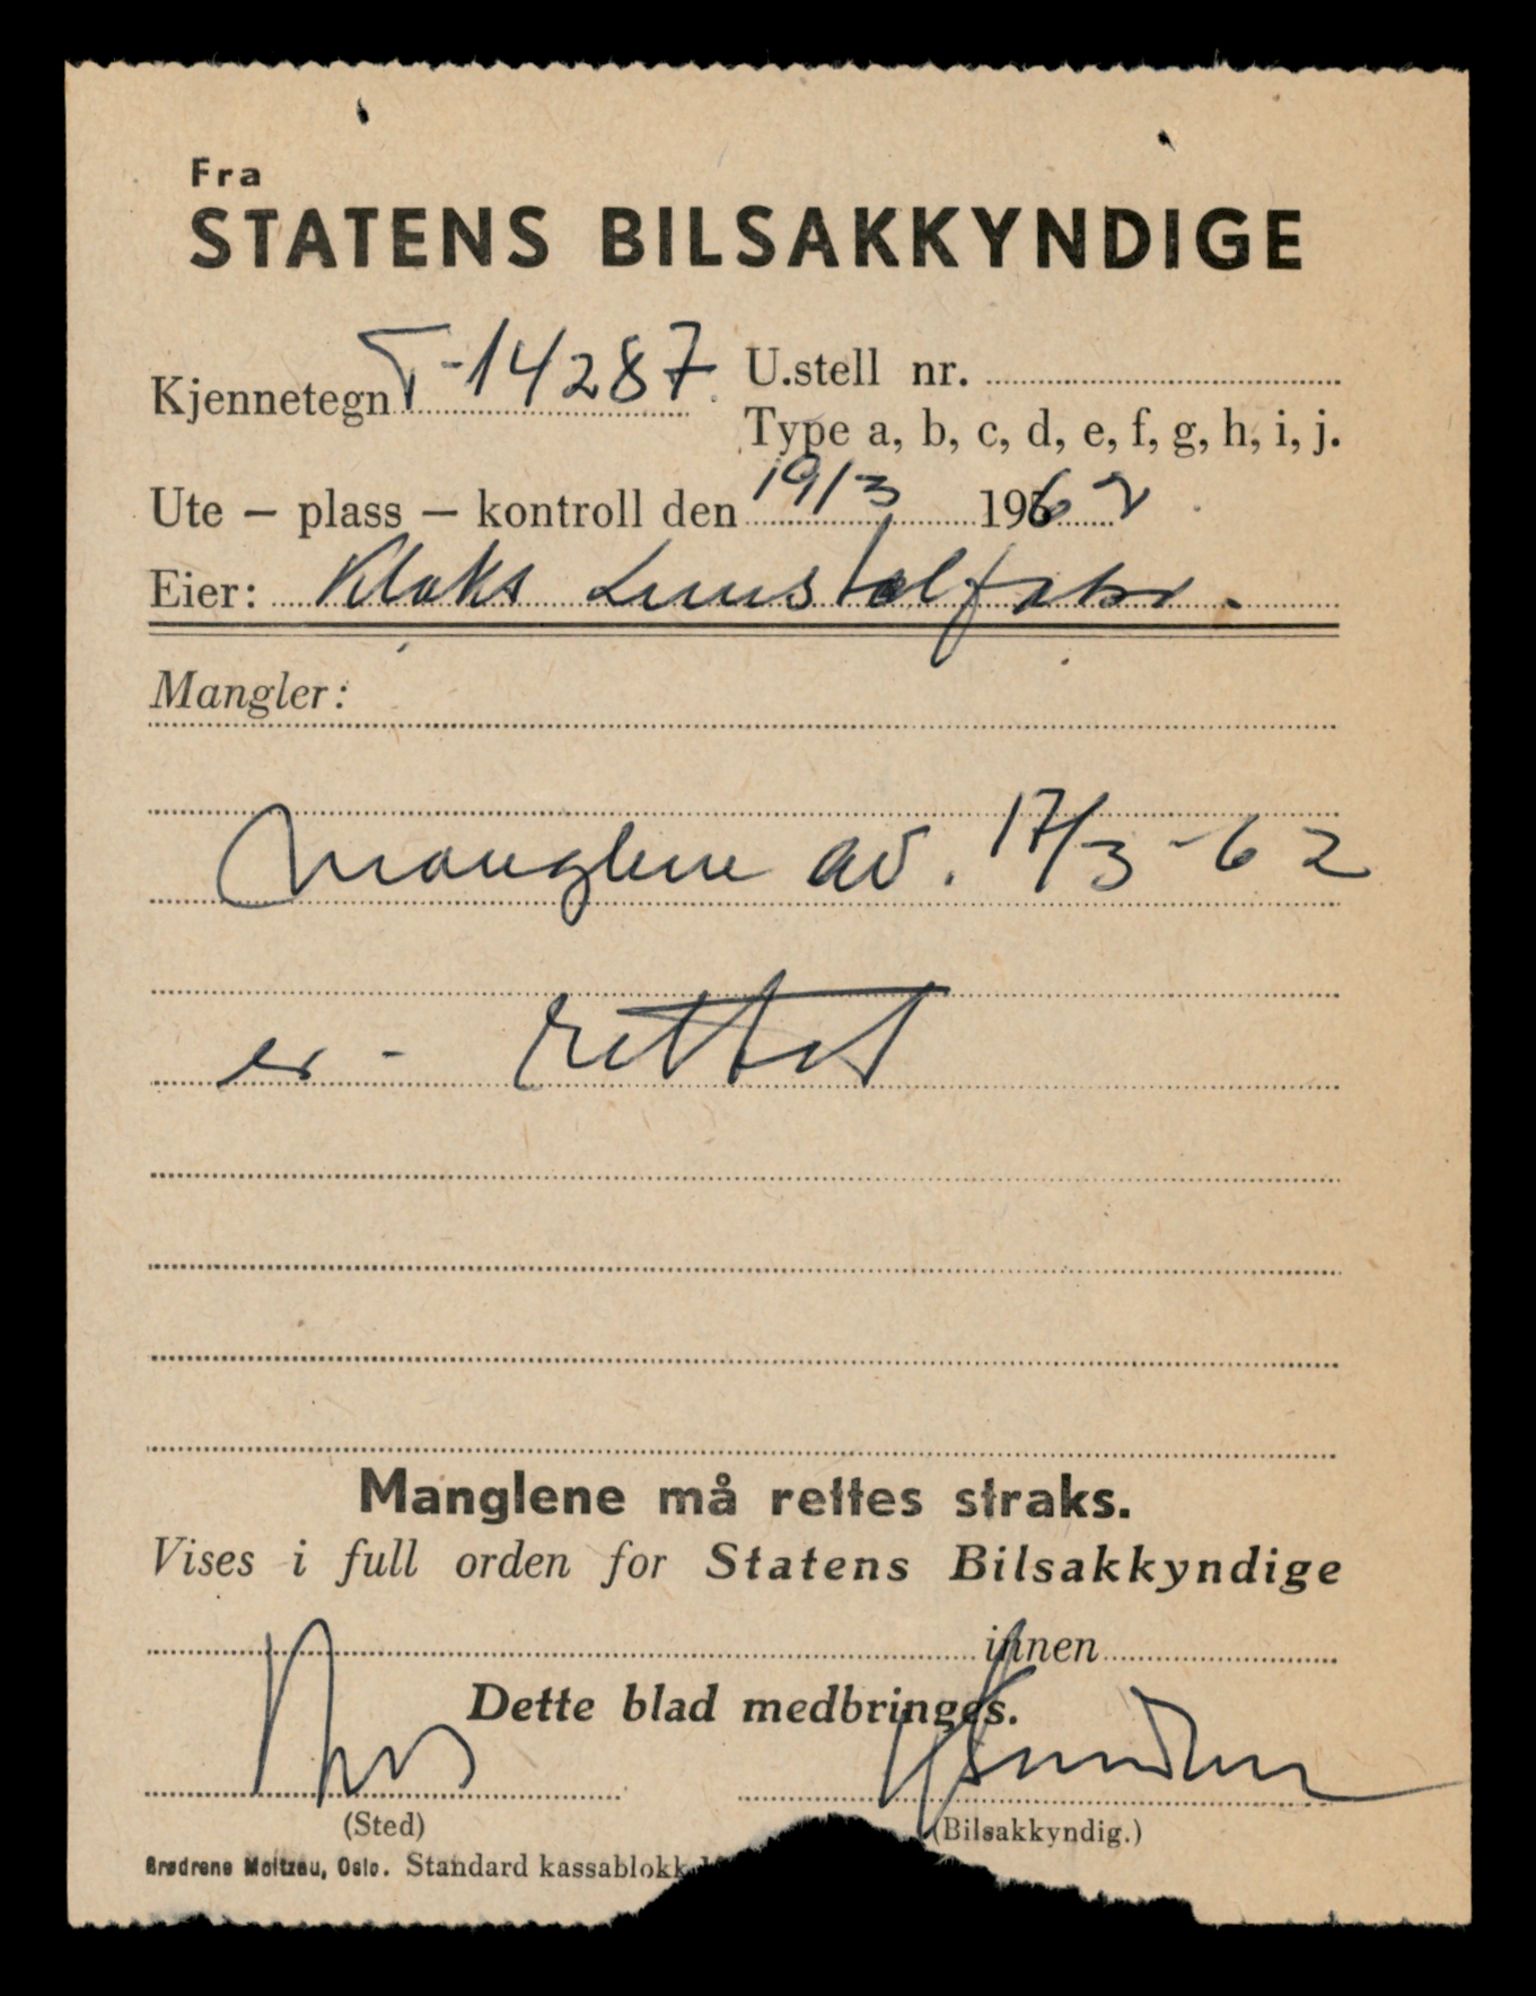 Fra
STATENS BILSAKKYNDIGE
Kjennetegn T-14287 U.stell nr.
Type a, b, c, d, e, f, g, h, i, j.
Ute – plass – kontroll den 19/3 1962
Eier: Kloks
Mangler:
Manglene av. 17/3-62
er - rettet
Manglene må rettes straks.
Vises i full orden for Statens Bilsakkyndige
innen
Dette blad medbringes.
(Sted) (Bilsakkyndig.)
Brødrene Moltzau, Oslo. Standard kassablokk